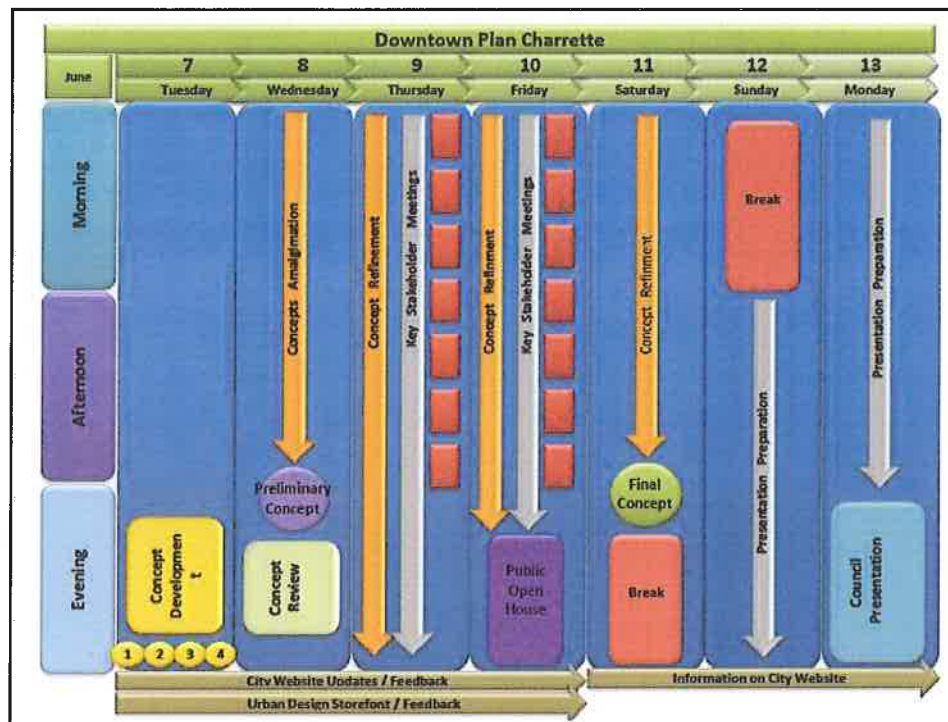 Downtown Plan Charrette
June
7
8
9
10
11
12
13
Tuesday
Wednesday
Thursday
Friday
Saturday
Sunday
Monday
Morning
Afternoon
Evening
Concept
Developmen
t
1
2
3
4
Concepts Amalgimation
Preliminary
Concept
Concept
Review
Concept Refinement
Key Stakeholder Meetings
Concept Refinment
Key Stakeholder Meetings
Public
Open
House
Concept Refinment
Final
Concept
Break
Break
Presentation Preparation
Presentation Preparation
Council
Presentation
City Website Updates / Feedback
Information on City Website
Urban Design Storefont / Feedback